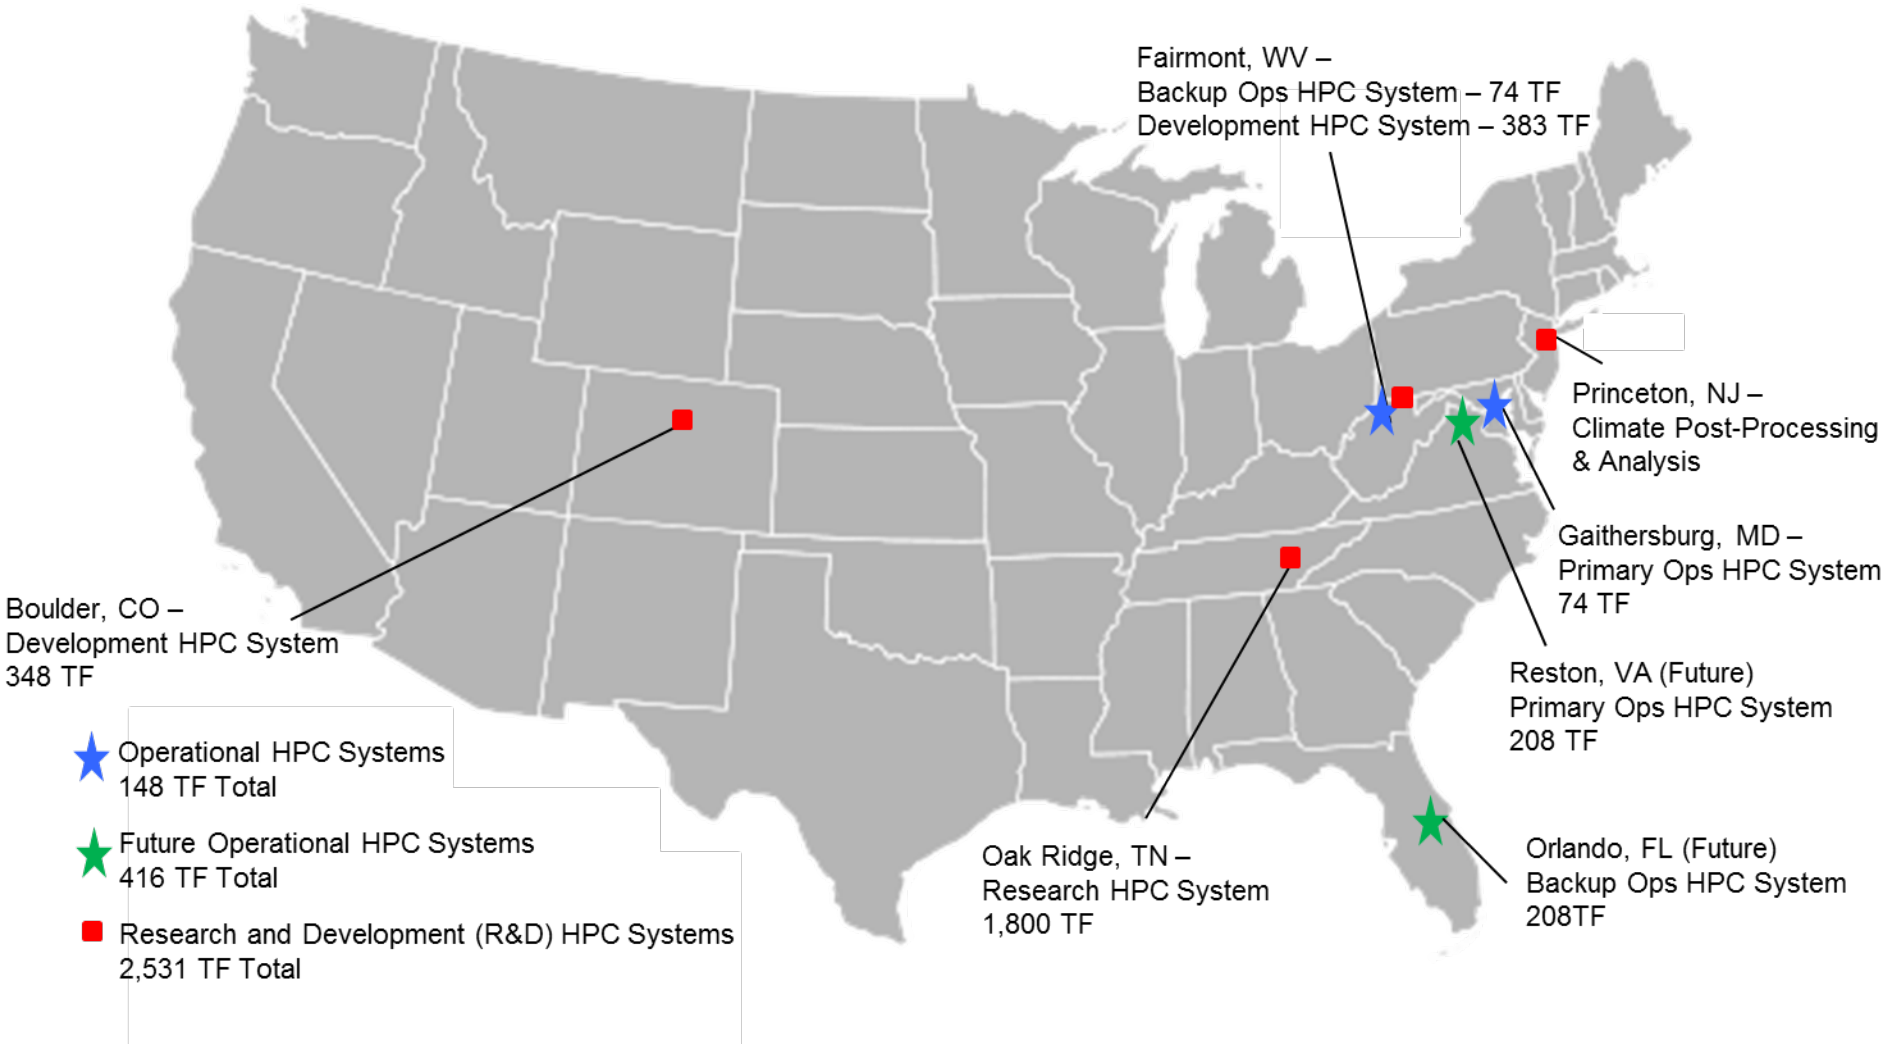 Fairmont, WV –
Backup Ops HPC System – 74 TF
Development HPC System – 383 TF
Princeton, NJ –
Climate Post-Processing
& Analysis
Gaithersburg, MD –
Primary Ops HPC System
74 TF
Boulder, CO –
Development HPC System
348 TF
Reston, VA (Future)
Primary Ops HPC System
208 TF
Operational HPC Systems
148 TF Total
Future Operational HPC Systems
416 TF Total
Research and Development (R&D) HPC Systems
2,531 TF Total
Oak Ridge, TN –
Research HPC System
1,800 TF
Orlando, FL (Future)
Backup Ops HPC System
208TF